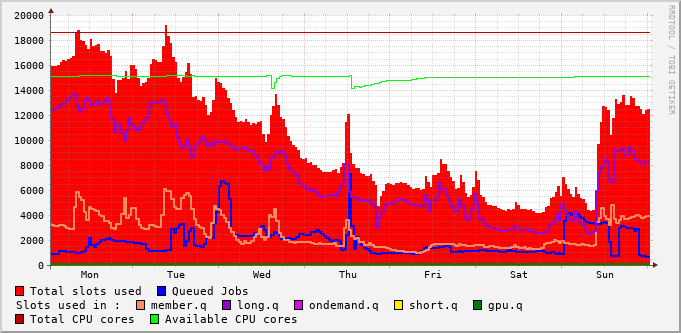 20000
18000
16000
14000
12000
10000
8000
6000
4000
2000
0
Mon Tue Wed Thu Fri Sat Sun
RRDTOOL / TOBI OETIKER
Total slots used Queued Jobs
Slots used in : member.q long.q ondemand.q short.q gpu.q
Total CPU cores Available CPU cores